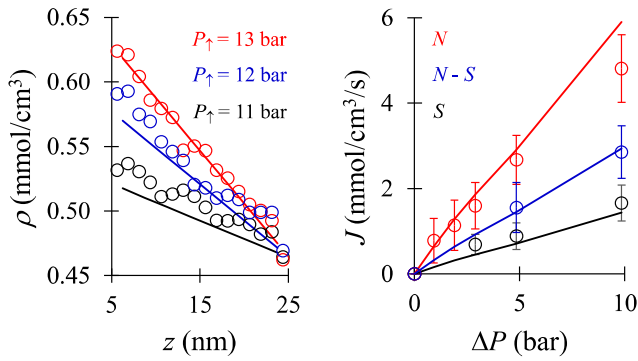 0.65
0.60
0.55
0.50
0.45
ρ (mmol/cm3)
P↑ = 13 bar
P↑ = 12 bar
P↑ = 11 bar
5
15
25
z (nm)
6
4
2
0
J (mmol/cm3/s)
N
N - S
S
0
5
10
ΔP (bar)